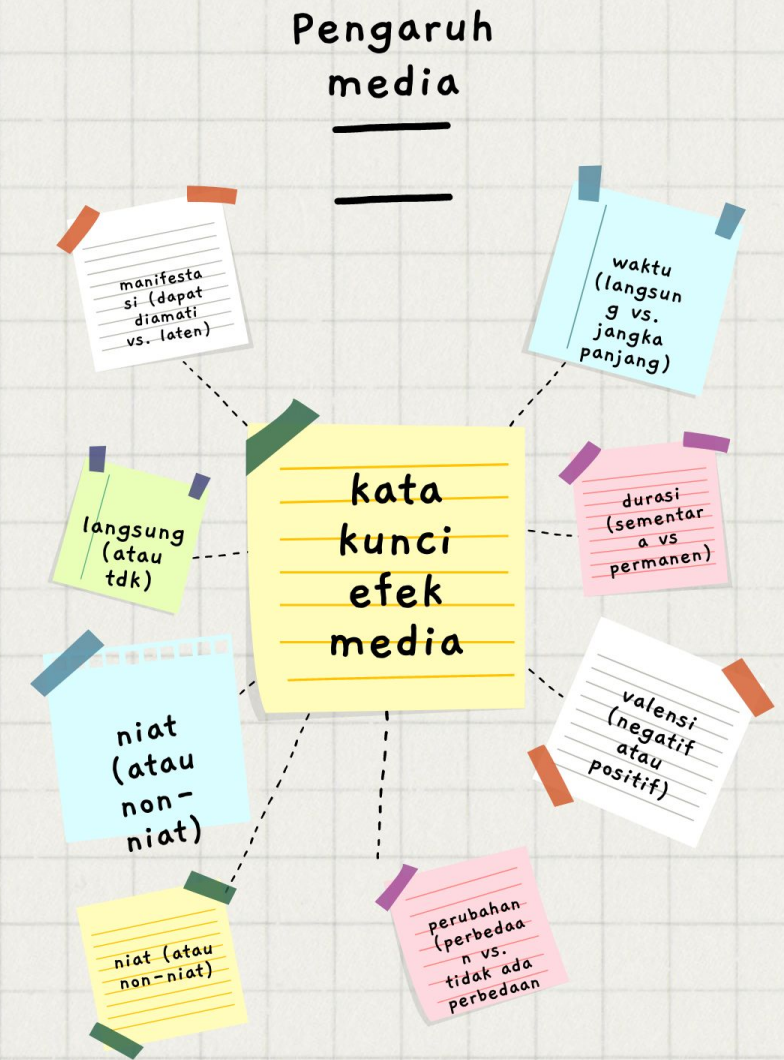 Pengaruh
media
manifesta
si (dapat
diamati
vs. laten)
waktu
(langsun
g vs.
jangka
panjang)
kata
kunci
efek
media
langsung
(atau
tdk)
durasi
(sementar
a vs
permanen)
niat
(atau
non-
niat)
valensi
(negatif
atau
positif)
niat (atau
non-niat)
perubahan
(perbedaa
n vs.
tidak ada
perbedaan